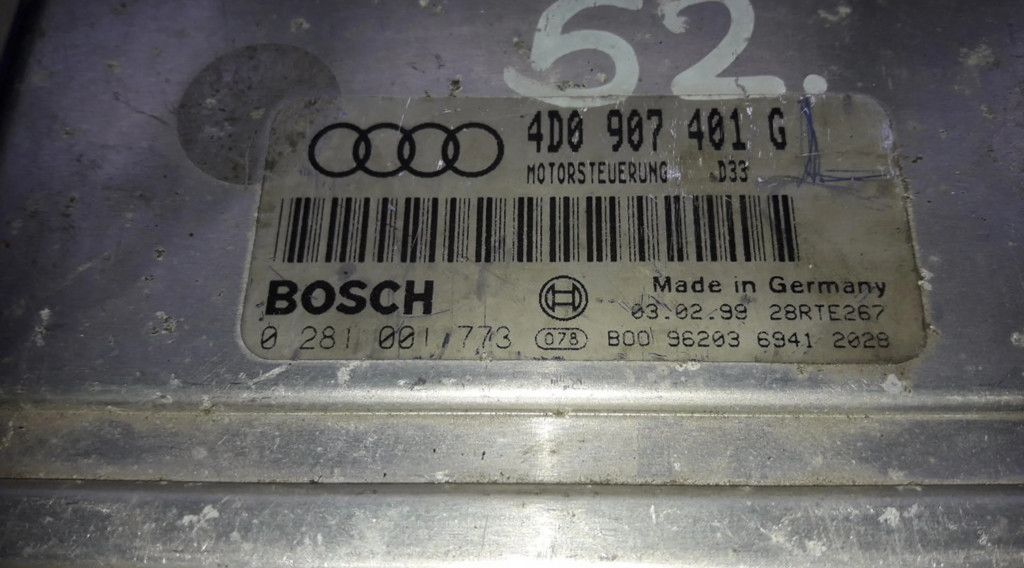 52.
4D0 907 401 G
MOTORSTEUERUNG D33
BOSCH
Made in Germany
03.02.99 28RTE267
0 281 001 773 078 B00 96203 6941 2028